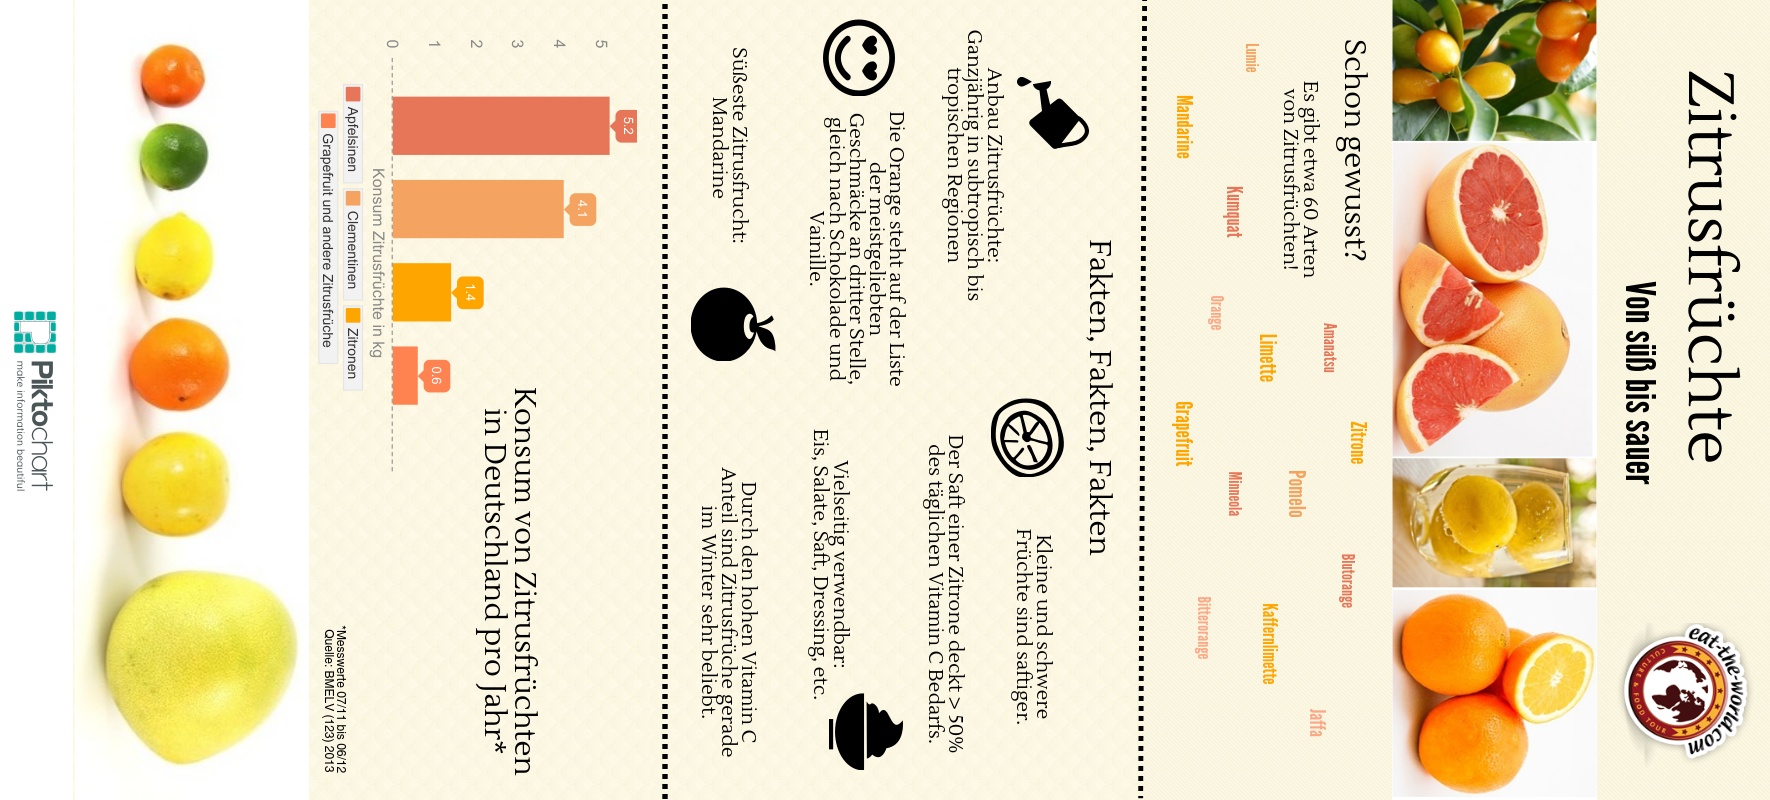 Zitrusfrüchte
Von süß bis sauer
eat-the-world.com
CULTURE & FOOD TOUR
Schon gewusst?
Es gibt etwa 60 Arten
von Zitrusfrüchten!
Lumie
Mandarine
Kumquat
Orange
Amanatsu
Limette
Grapefruit
Zitrone
Pomelo
Minneola
Blutorange
Kaffernlimette
Bitterorange
Jaffa
Fakten, Fakten, Fakten
Anbau Zitrusfrüchte:
Ganzjährig in subtropisch bis
tropischen Regionen
Kleine und schwere
Früchte sind saftiger.
Der Saft einer Zitrone deckt > 50%
des täglichen Vitamin C Bedarfs.
Die Orange steht auf der Liste
der meistgeliebten
Geschmäcke an dritter Stelle,
gleich nach Schokolade und
Vainille.
Vielseitig verwendbar:
Eis, Salate, Saft, Dressing, etc.
Süßeste Zitrusfrucht:
Mandarine
Durch den hohen Vitamin C
Anteil sind Zitrusfrüche gerade
im Winter sehr beliebt.
Konsum von Zitrusfrüchten
in Deutschland pro Jahr*
5
4
3
2
1
0
5.2
4.1
1.4
0.6
Konsum Zitrusfrüchte in kg
Apfelsinen
Clementinen
Zitronen
Grapefruit und andere Zitrusfrüche
*Messwerte 07/11 bis 06/12
Quelle: BMELV (123) 2013
Piktochart
make information beautiful